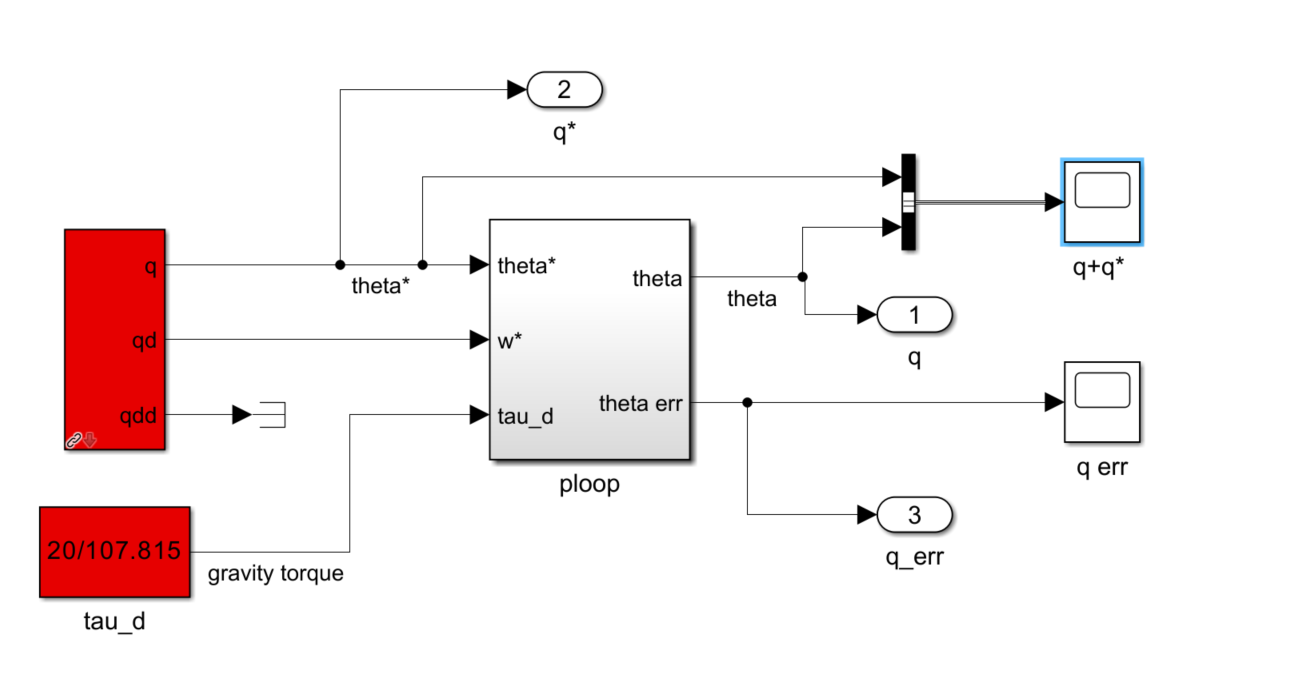 2
q*
q
theta*
theta*
theta
theta
q+q*
1
q
qd
w*
qdd
tau_d
theta err
ploop
q err
3
q_err
20/107.815
gravity torque
tau_d